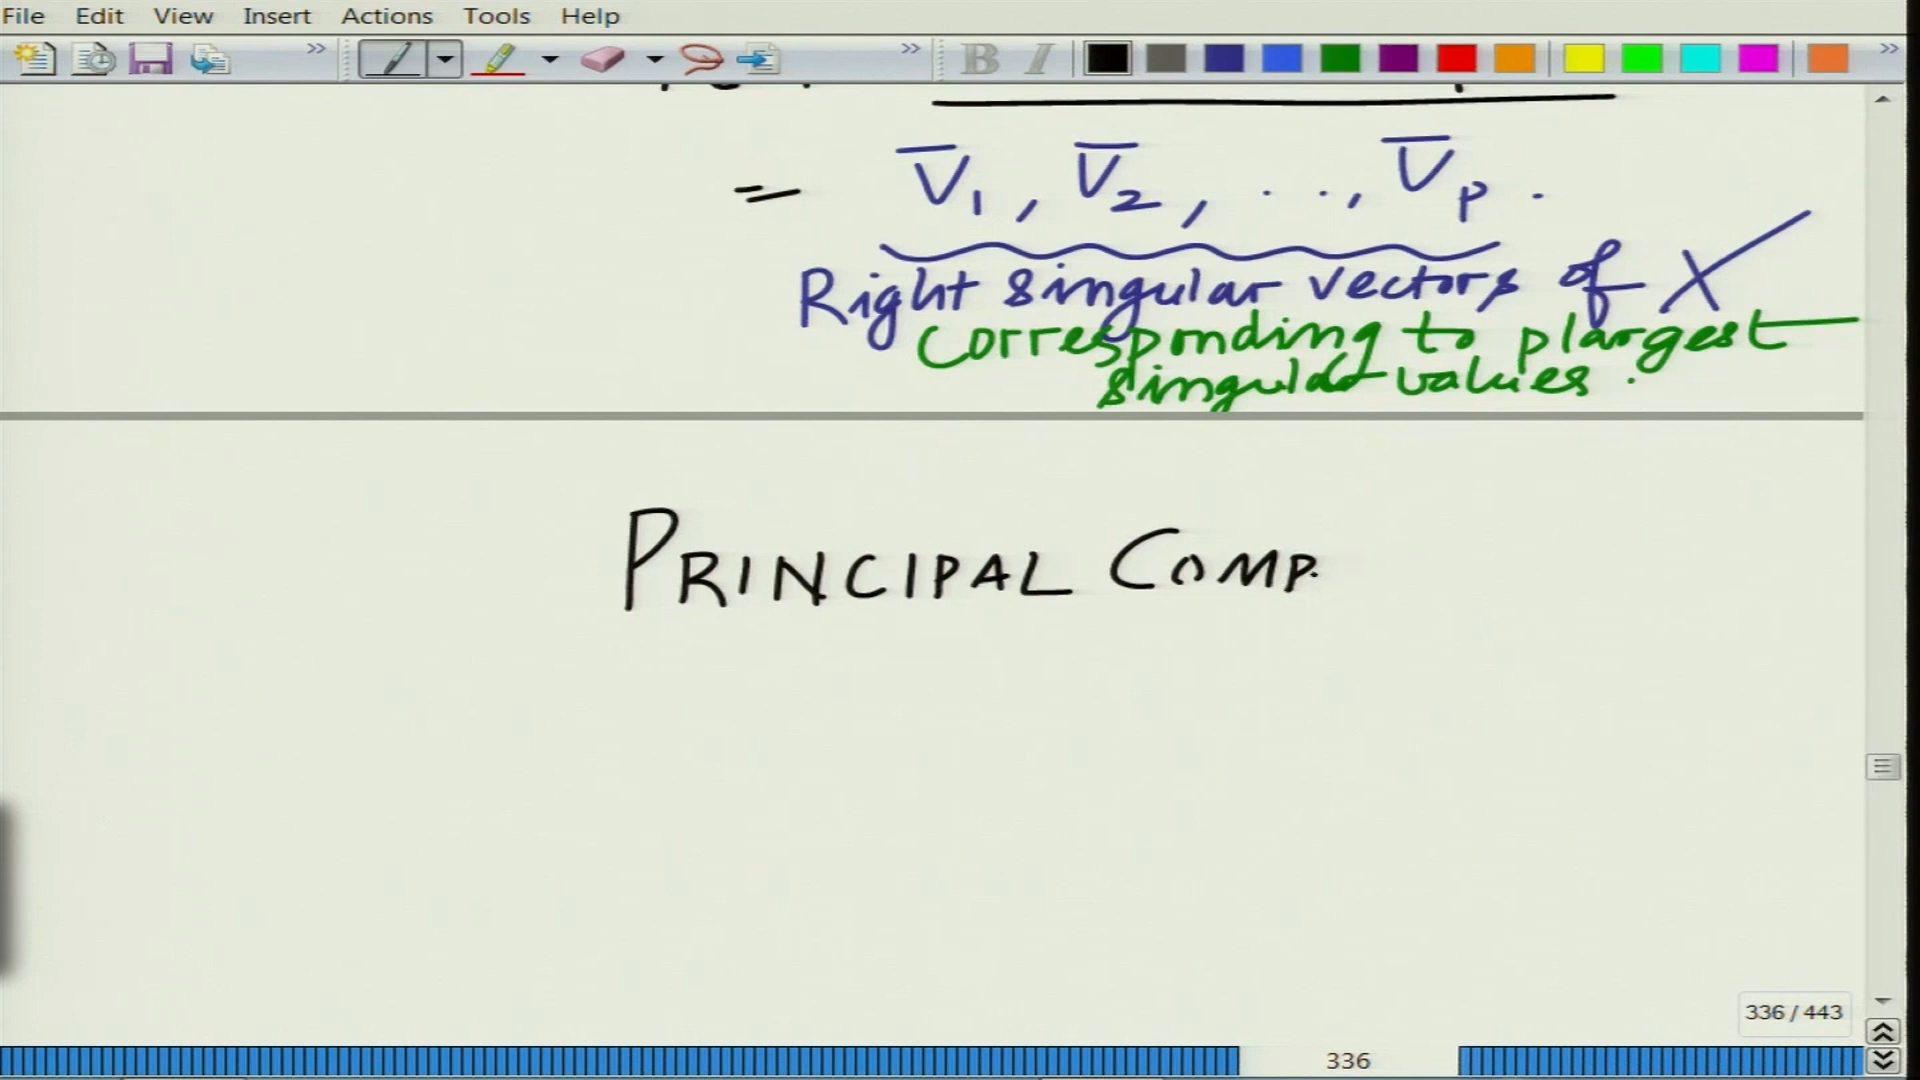 File Edit View Insert Actions Tools Help
B I
= V̅1, V̅2, . . ., V̅p .
Right singular vectors of X
Corresponding to p largest
singular values .
PRINCIPAL COMP.
336 / 443
336